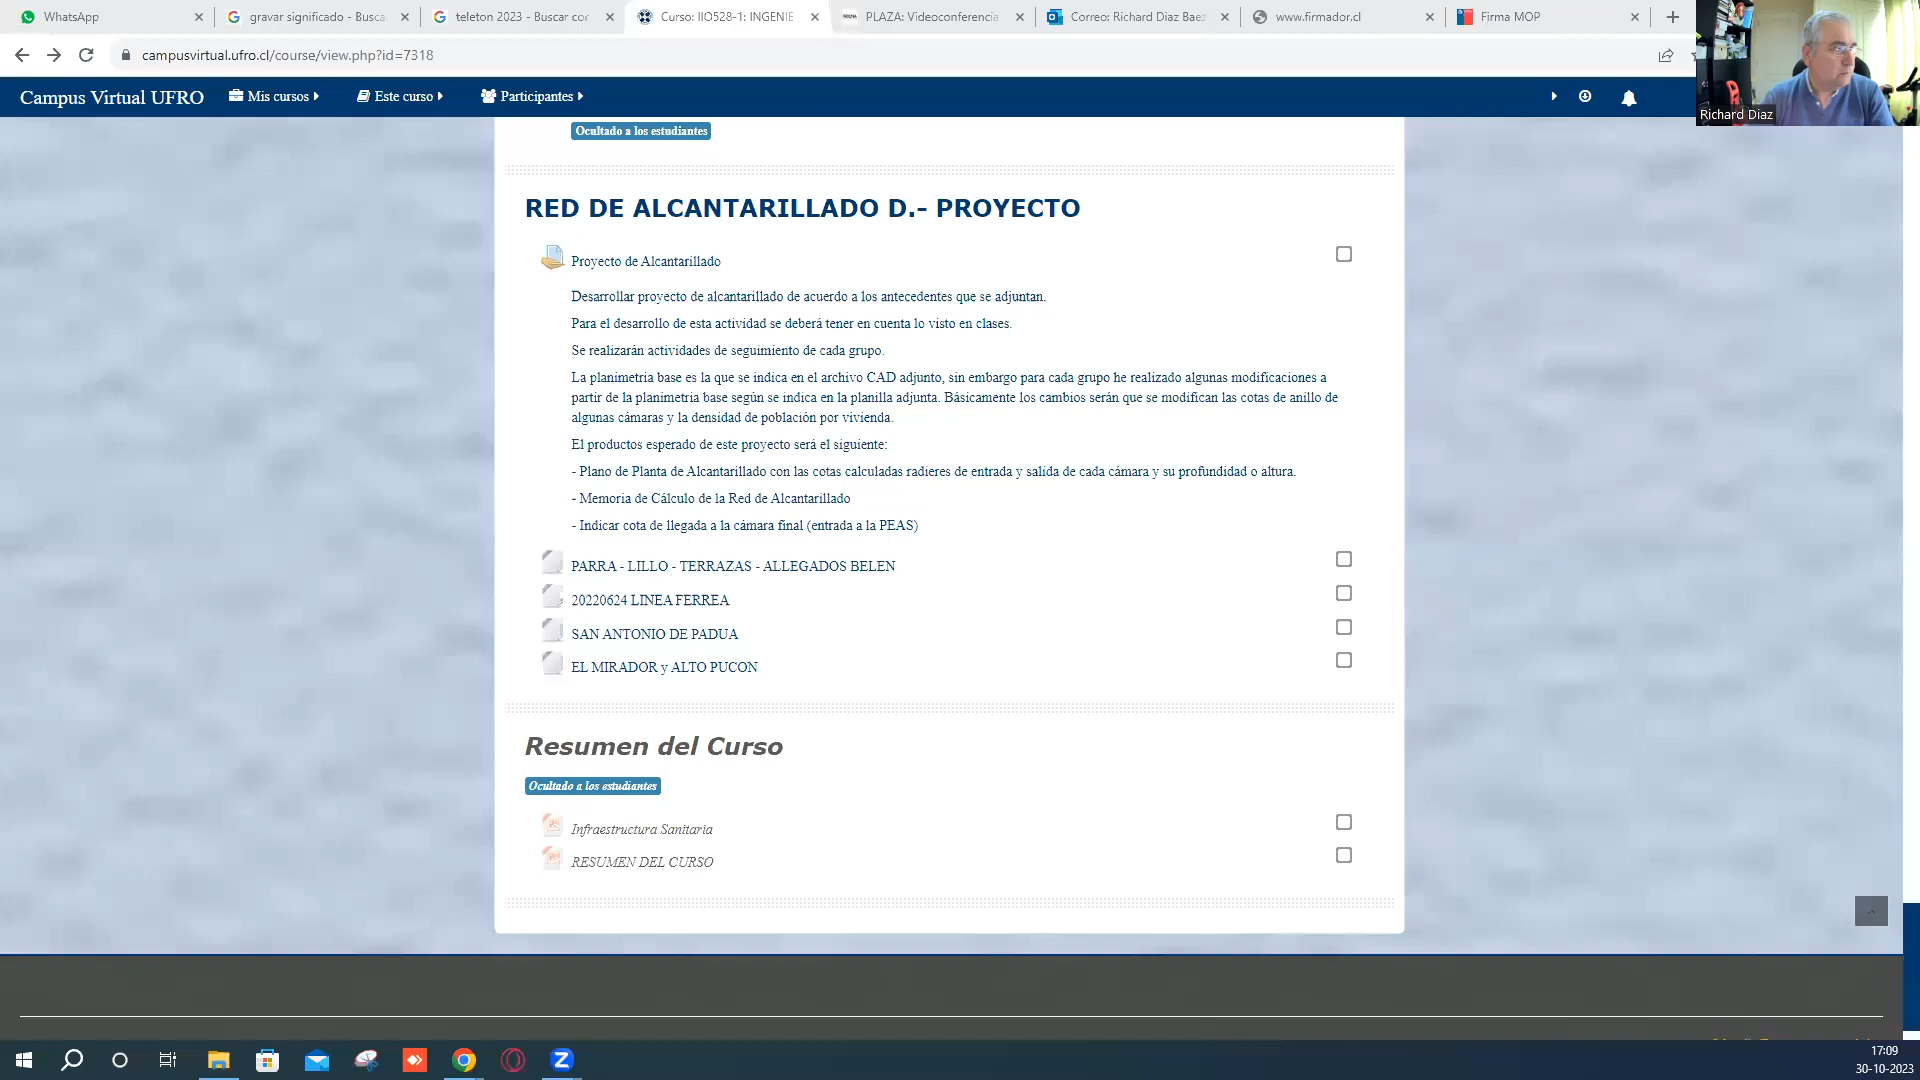 WhatsApp
gravar significado - Busca
teleton 2023 - Buscar con
Curso: IIO528-1: INGENIE
PLAZA: Videoconferencia
Correo: Richard Diaz Baez
www.firmador.cl
Firma MOP
campusvirtual.ufro.cl/course/view.php?id=7318
Campus Virtual UFRO
Mis cursos
Este curso
Participantes
Richard Diaz
Ocultado a los estudiantes
RED DE ALCANTARILLADO D.- PROYECTO
Proyecto de Alcantarillado
Desarrollar proyecto de alcantarillado de acuerdo a los antecedentes que se adjuntan.
Para el desarrollo de esta actividad se deberá tener en cuenta lo visto en clases.
Se realizarán actividades de seguimiento de cada grupo.
La planimetria base es la que se indica en el archivo CAD adjunto, sin embargo para cada grupo he realizado algunas modificaciones a
partir de la planimetria base según se indica en la planilla adjunta. Básicamente los cambios serán que se modifican las cotas de anillo de
algunas cámaras y la densidad de población por vivienda.
El productos esperado de este proyecto será el siguiente:
- Plano de Planta de Alcantarillado con las cotas calculadas radieres de entrada y salida de cada cámara y su profundidad o altura.
- Memoria de Cálculo de la Red de Alcantarillado
- Indicar cota de llegada a la cámara final (entrada a la PEAS)
PARRA - LILLO - TERRAZAS - ALLEGADOS BELEN
20220624 LINEA FERREA
SAN ANTONIO DE PADUA
EL MIRADOR y ALTO PUCON
Resumen del Curso
Ocultado a los estudiantes
Infraestructura Sanitaria
RESUMEN DEL CURSO
17:09
30-10-2023